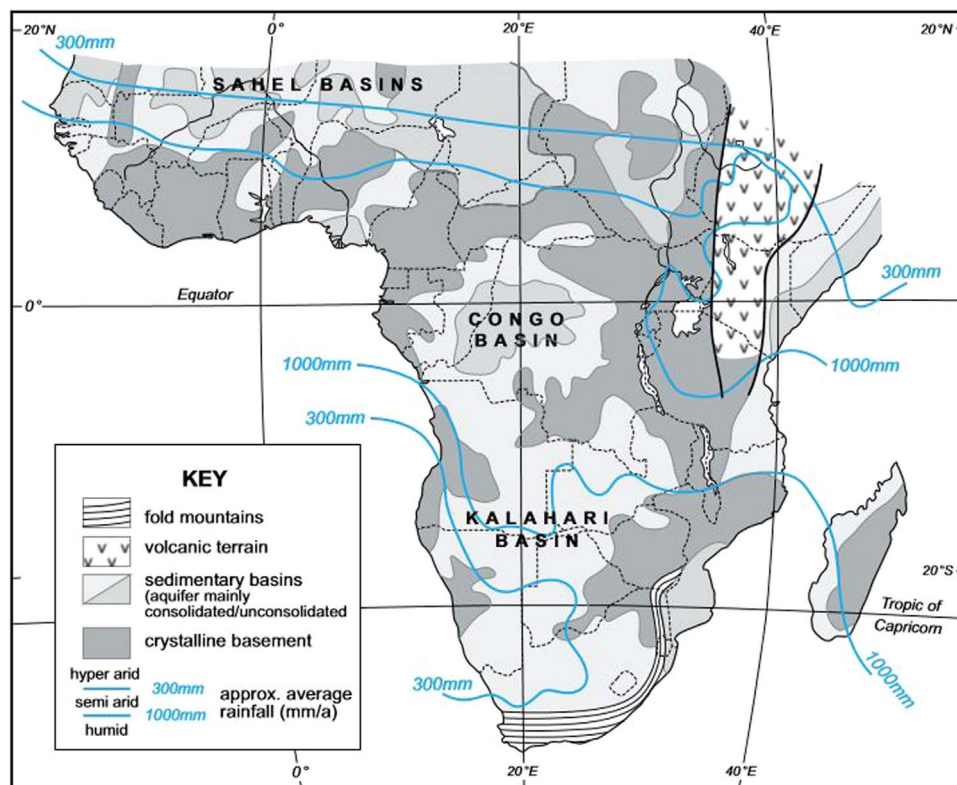 20°N
0°
20°E
40°E
20°N
300mm
SAHEL BASINS
300mm
Equator
0°
CONGO
BASIN
1000mm
1000mm
300mm
KEY
fold mountains
volcanic terrain
sedimentary basins
(aquifer mainly
consolidated/unconsolidated
crystalline basement
hyper arid
300mm
semi arid
1000mm
humid
approx. average
rainfall (mm/a)
KALAHARI
BASIN
20°S
Tropic of
Capricorn
300mm
1000mm
0°
20°E
40°E